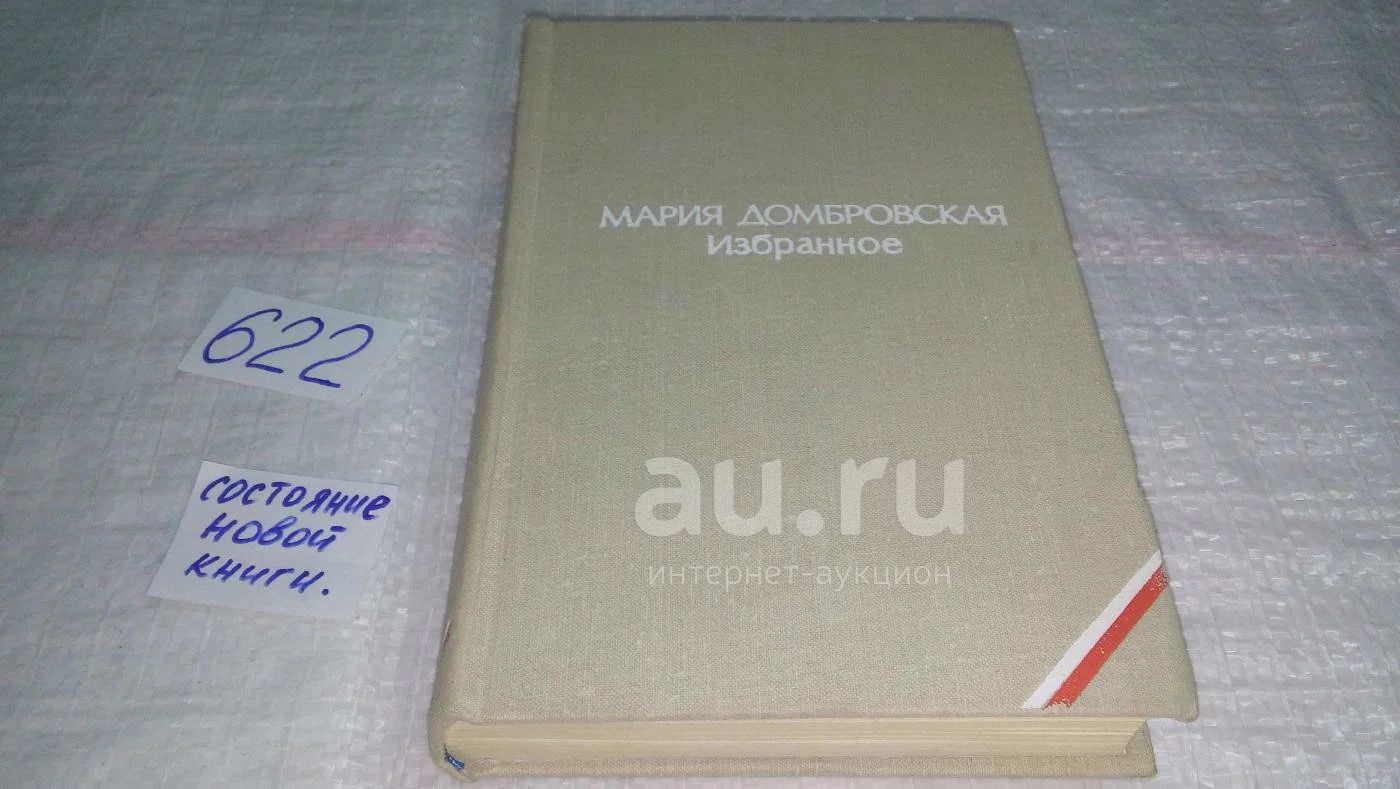 МАРИЯ ДОМБРОВСКАЯ
Избранное
622
состояние
новой
книги.
au.ru
интернет-аукцион